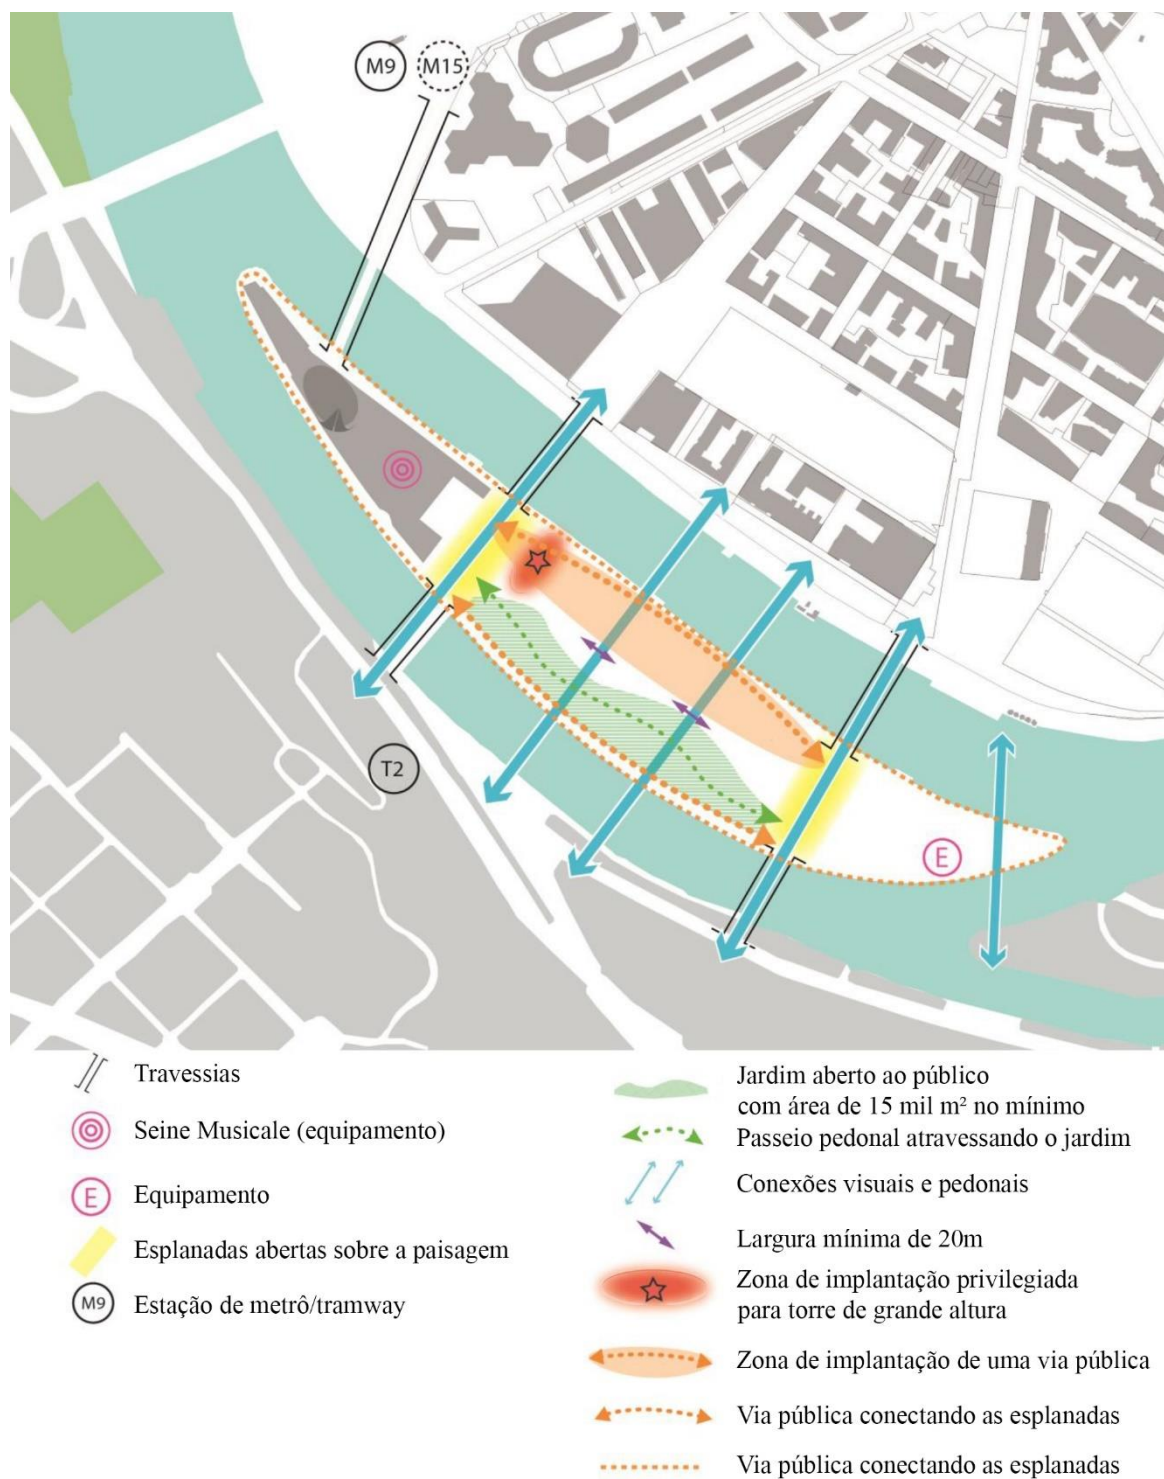 M9
M15
T2
E
Travessias
Seine Musicale (equipamento)
E
Equipamento
Esplanadas abertas sobre a paisagem
M9
Estação de metrô/tramway
Jardim aberto ao público
com área de 15 mil m² no mínimo
Passeio pedonal atravessando o jardim
Conexões visuais e pedonais
Largura mínima de 20m
Zona de implantação privilegiada
para torre de grande altura
Zona de implantação de uma via pública
Via pública conectando as esplanadas
Via pública conectando as esplanadas